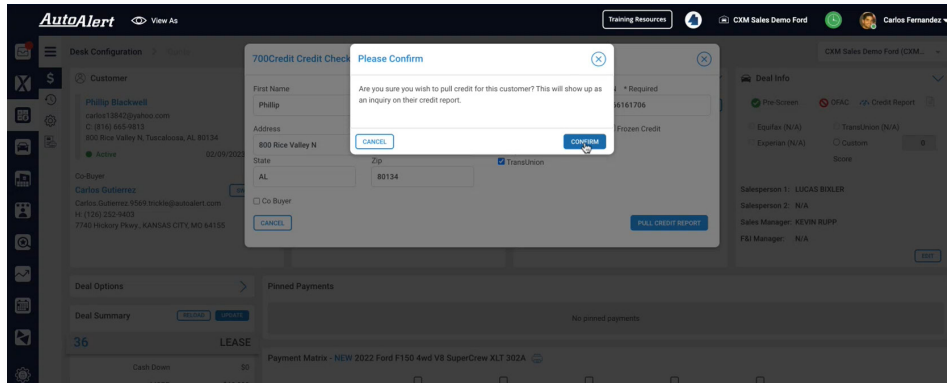 AutoAlert
View As
Training Resources
CXM Sales Demo Ford
Carlos Fernandez
Desk Configuration
CXM Sales Demo Ford (CXM...
Customer
Phillip Blackwell
carlos13842@yahoo.com
C: (816) 665-9813
800 Rice Valley N, Tuscaloosa, AL 80134
Active
02/09/2022
Co-Buyer
Carlos Gutierrez
Carlos.Gutierrez.9569.trickie@autoalert.com
H: (126) 252-9403
7740 Hickory Pkwy., KANSAS CITY, MO 64155
700Credit Credit Check
First Name
Phillip
Address
800 Rice Valley N
State
AL
Zip
80134
Co Buyer
CANCEL
* Required
66161706
Frozen Credit
TransUnion
PULL CREDIT REPORT
Please Confirm
Are you sure you wish to pull credit for this customer? This will show up as
an inquiry on their credit report.
CANCEL
CONFIRM
Deal Info
Pre-Screen
OFAC
Credit Report
Equifax (N/A)
TransUnion (N/A)
Experian (N/A)
Custom
0
Score
Salesperson 1: LUCAS BIXLER
Salesperson 2: N/A
Sales Manager: KEVIN RUPP
F&I Manager: N/A
EDIT
Deal Options
Pinned Payments
No pinned payments.
Deal Summary
RELOAD
UPDATE
36
LEASE
Cash Down
$0
Payment Matrix - NEW 2022 Ford F150 4wd V8 SuperCrew XLT 302A